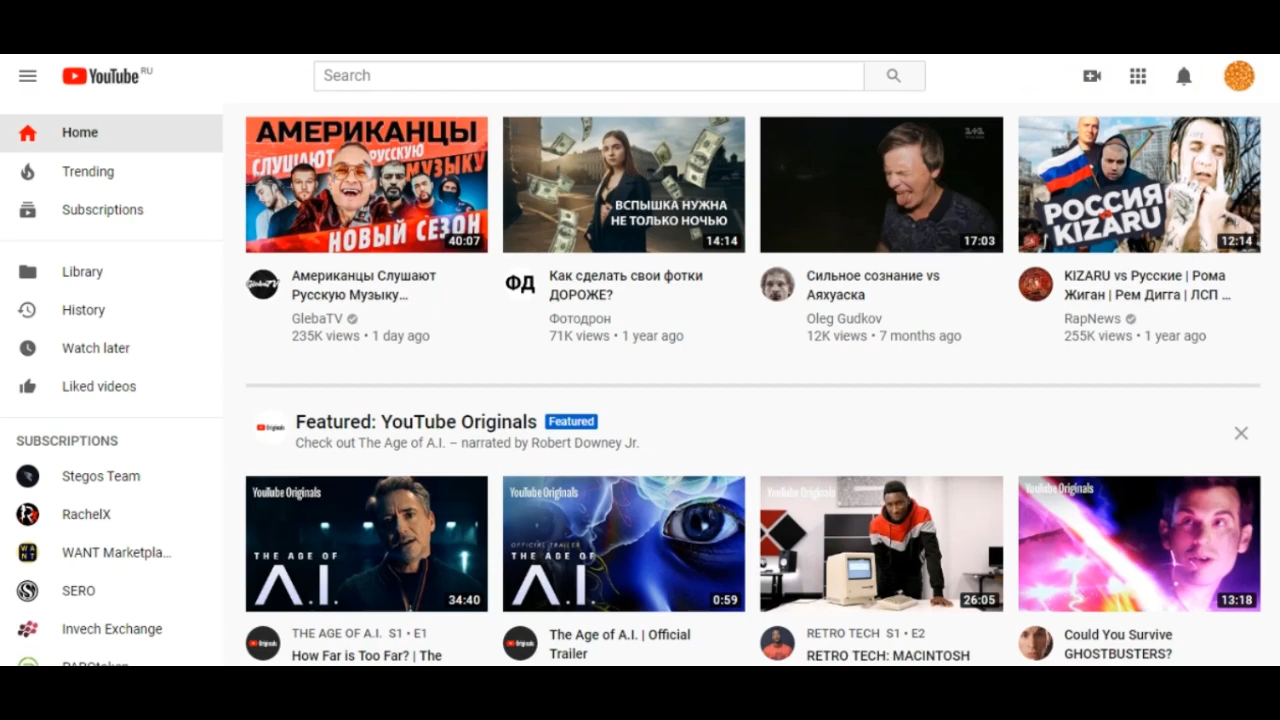 YouTube RU
Search
Home
Trending
Subscriptions
Library
History
Watch later
Liked videos
SUBSCRIPTIONS
Stegos Team
RachelX
WANT Marketpla...
SERO
Invech Exchange
АМЕРИКАНЦЫ
СЛУШАЮТ РУССКУЮ
МУЗЫКУ
НОВЫЙ СЕЗОН
40:07
Американцы Слушают
Русскую Музыку...
GlebaTV
235K views • 1 day ago
ВСПЫШКА НУЖНА
НЕ ТОЛЬКО НОЧЬЮ
14:14
ФД
Как сделать свои фотки
ДОРОЖЕ?
Фотодрон
71K views • 1 year ago
1+1
17:03
Сильное сознание vs
Аяхуаска
Oleg Gudkov
12K views • 7 months ago
РОССИЯ
KIZARU
12:14
KIZARU vs Русские | Рома
Жиган | Рем Дигга | ЛСП ...
RapNews
255K views • 1 year ago
Featured: YouTube Originals Featured
Check out The Age of A.I. – narrated by Robert Downey Jr.
YouTube Originals
THE AGE OF
A.I.
34:40
THE AGE OF A.I. S1 • E1
How Far is Too Far? | The
YouTube Originals
OFFICIAL TRAILER
THE AGE OF
A.I.
0:59
The Age of A.I. | Official
Trailer
YouTube Originals
26:05
RETRO TECH S1 • E2
RETRO TECH: MACINTOSH
YouTube Originals
13:18
Could You Survive
GHOSTBUSTERS?